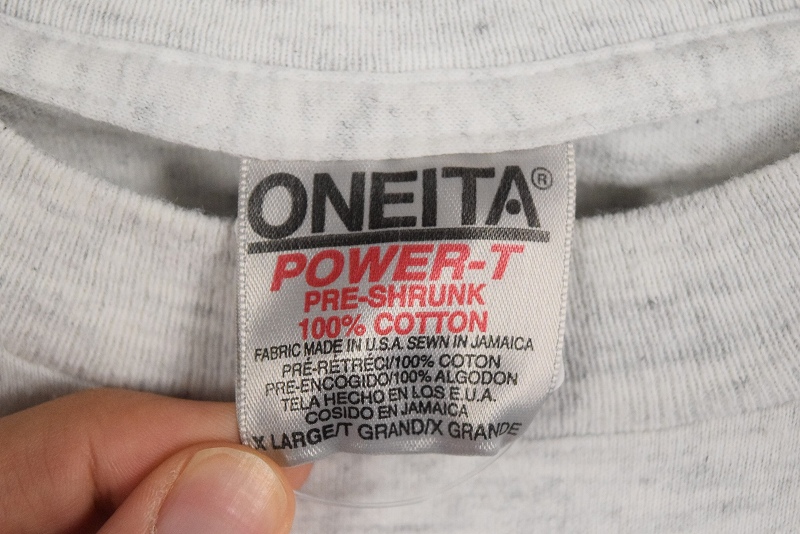 ONEITA®
POWER-T
PRE-SHRUNK
100% COTTON
FABRIC MADE IN U.S.A. SEWN IN JAMAICA
PRÉ-RÉTRÉCI/100% COTON
PRE-ENCOGIDO/100% ALGODON
TELA HECHO EN LOS E.U.A.
COSIDO EN JAMAICA
X LARGE/T GRAND/X GRANDE